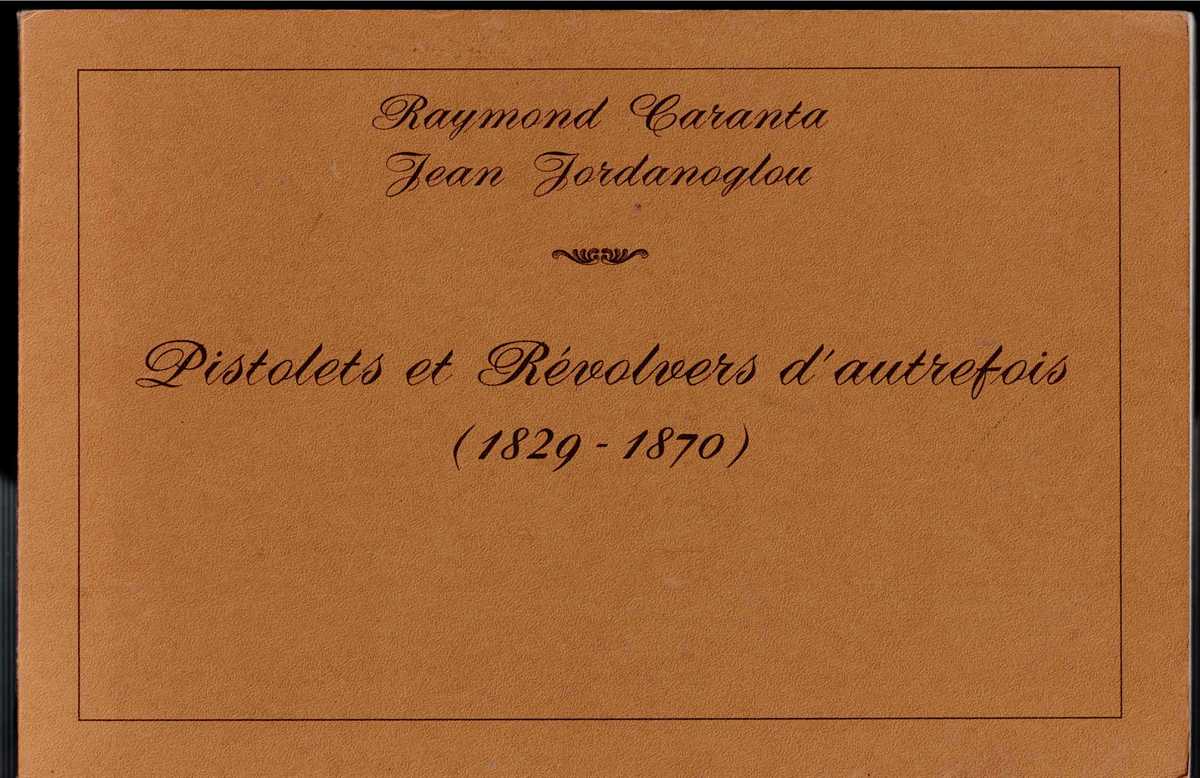 Raymond Caranta
Jean Jordanoglou
Pistolets et Révolvers d'autrefois
(1829 - 1870)